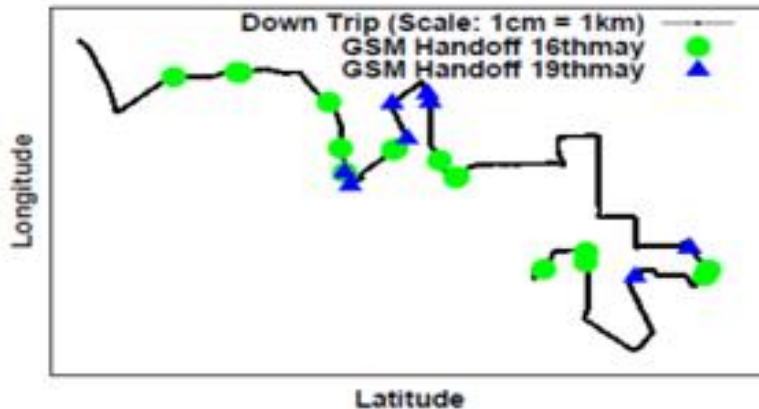 Down Trip (Scale: 1cm = 1km)
GSM Handoff 16thmay
GSM Handoff 19thmay
Longitude
Latitude